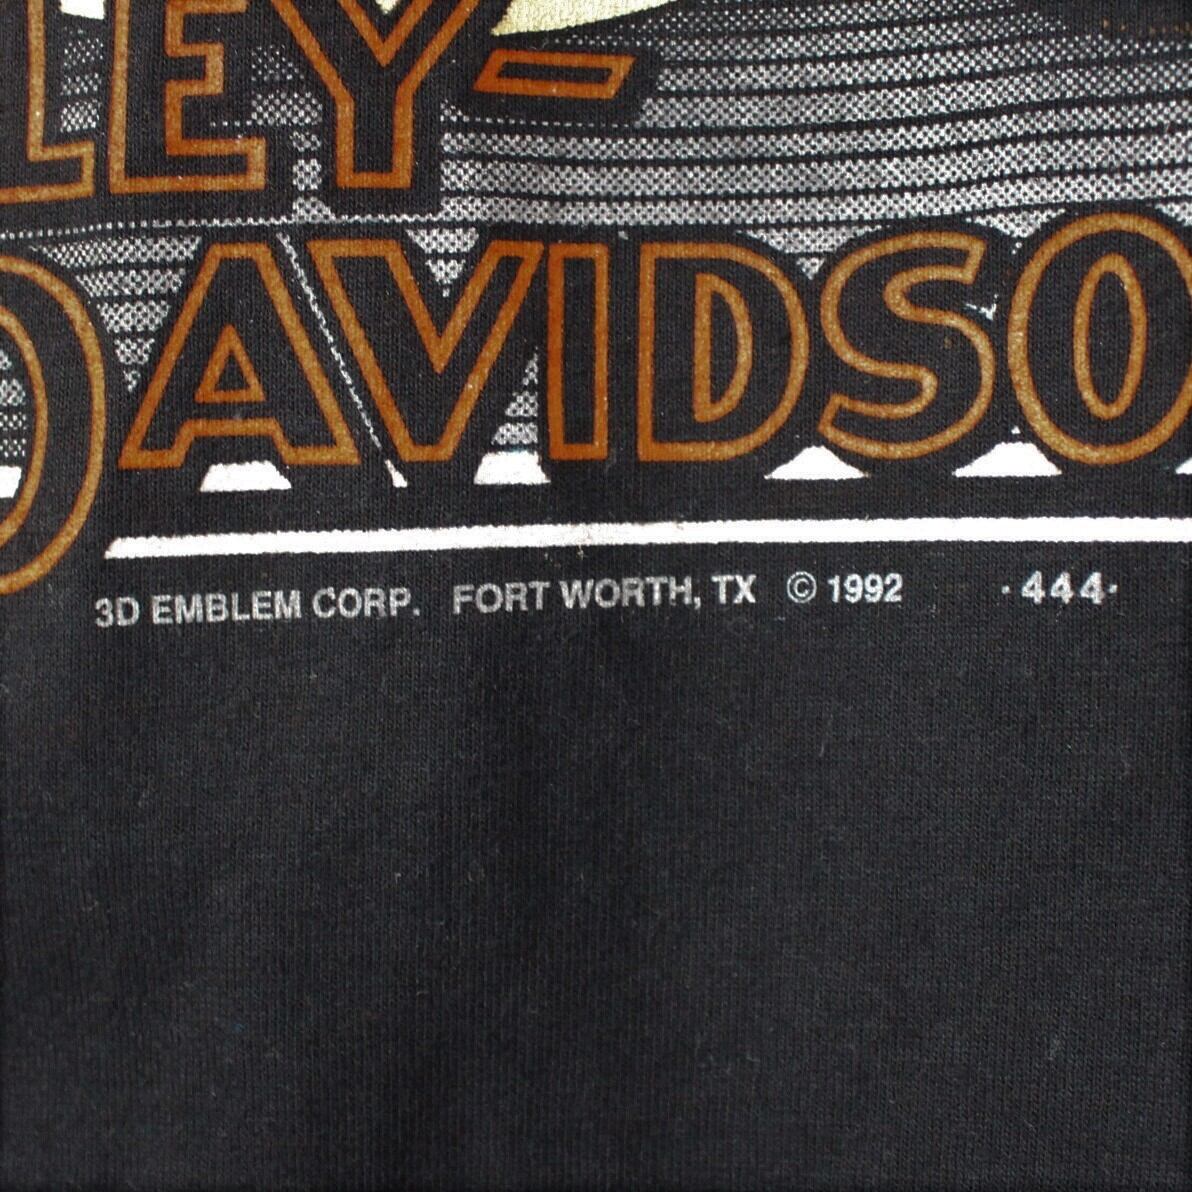 LEY-
DAVIDSO
3D EMBLEM CORP. FORT WORTH, TX © 1992 ·444·